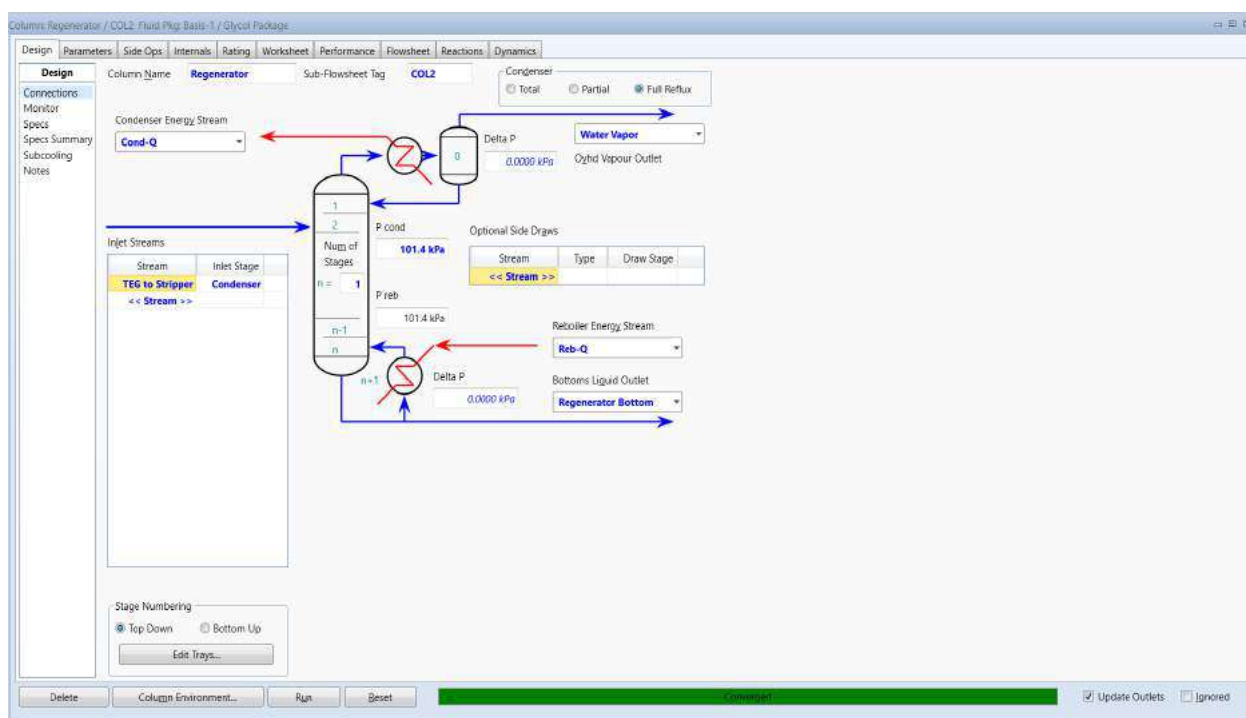 Column: Regenerator / COL2 Fluid Pkg: Basis-1 / Glycol Package
Design Parameters Side Ops Internals Rating Worksheet Performance Flowsheet Reactions Dynamics
Design
Connections
Monitor
Specs
Specs Summary
Subcooling
Notes
Column Name Regenerator Sub-Flowsheet Tag COL2
Condenser
Total Partial Full Reflux
Condenser Energy Stream
Cond-Q
0
Delta P
0.0000 kPa
Water Vapor
Ovhd Vapour Outlet
Inlet Streams
Stream Inlet Stage
TEG to Stripper Condenser
<< Stream >>
1
2
Num of
Stages
n = 1
n-1
n
n+1
P cond
101.4 kPa
P reb
101.4 kPa
Optional Side Draws
Stream Type Draw Stage
<< Stream >>
Reboiler Energy Stream
Reb-Q
Delta P
0.0000 kPa
Bottoms Liquid Outlet
Regenerator Bottom
Stage Numbering
Top Down Bottom Up
Edit Trays...
Delete Column Environment... Run Reset Converged Update Outlets Ignored